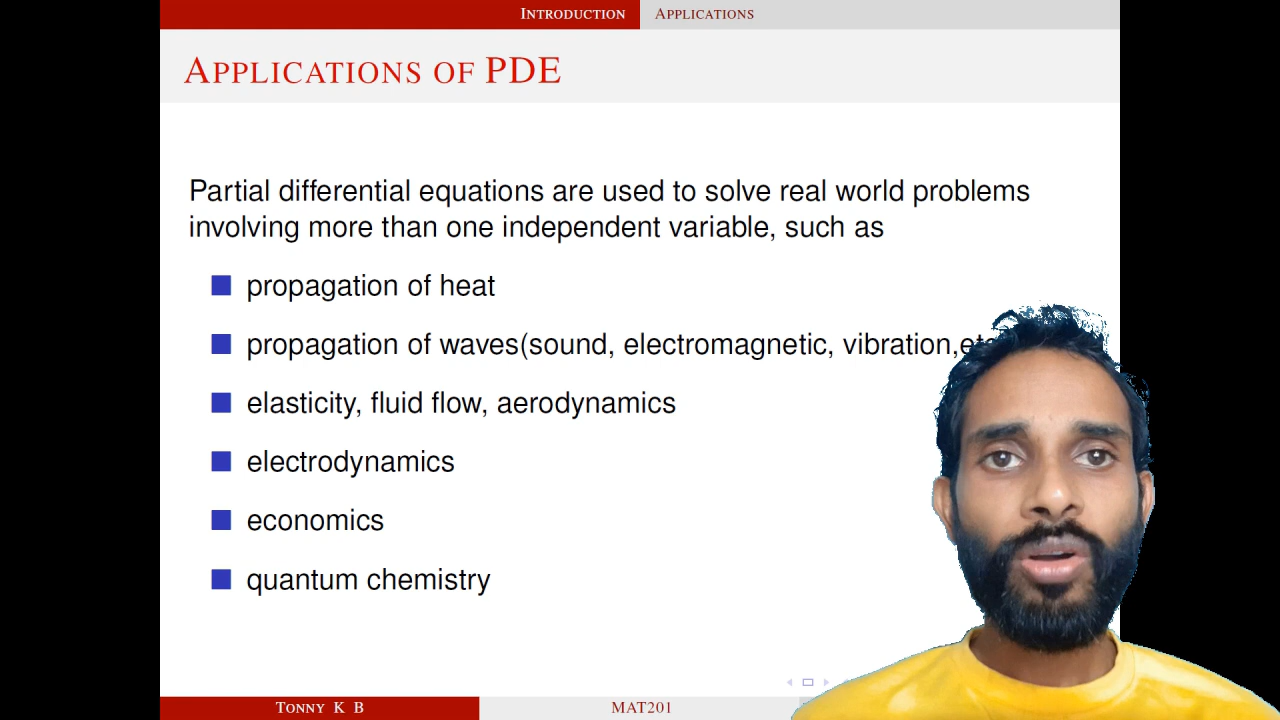 INTRODUCTION APPLICATIONS
APPLICATIONS OF PDE
Partial differential equations are used to solve real world problems
involving more than one independent variable, such as
propagation of heat
propagation of waves(sound, electromagnetic, vibration,
elasticity, fluid flow, aerodynamics
electrodynamics
economics
quantum chemistry
TONNY K B MAT201